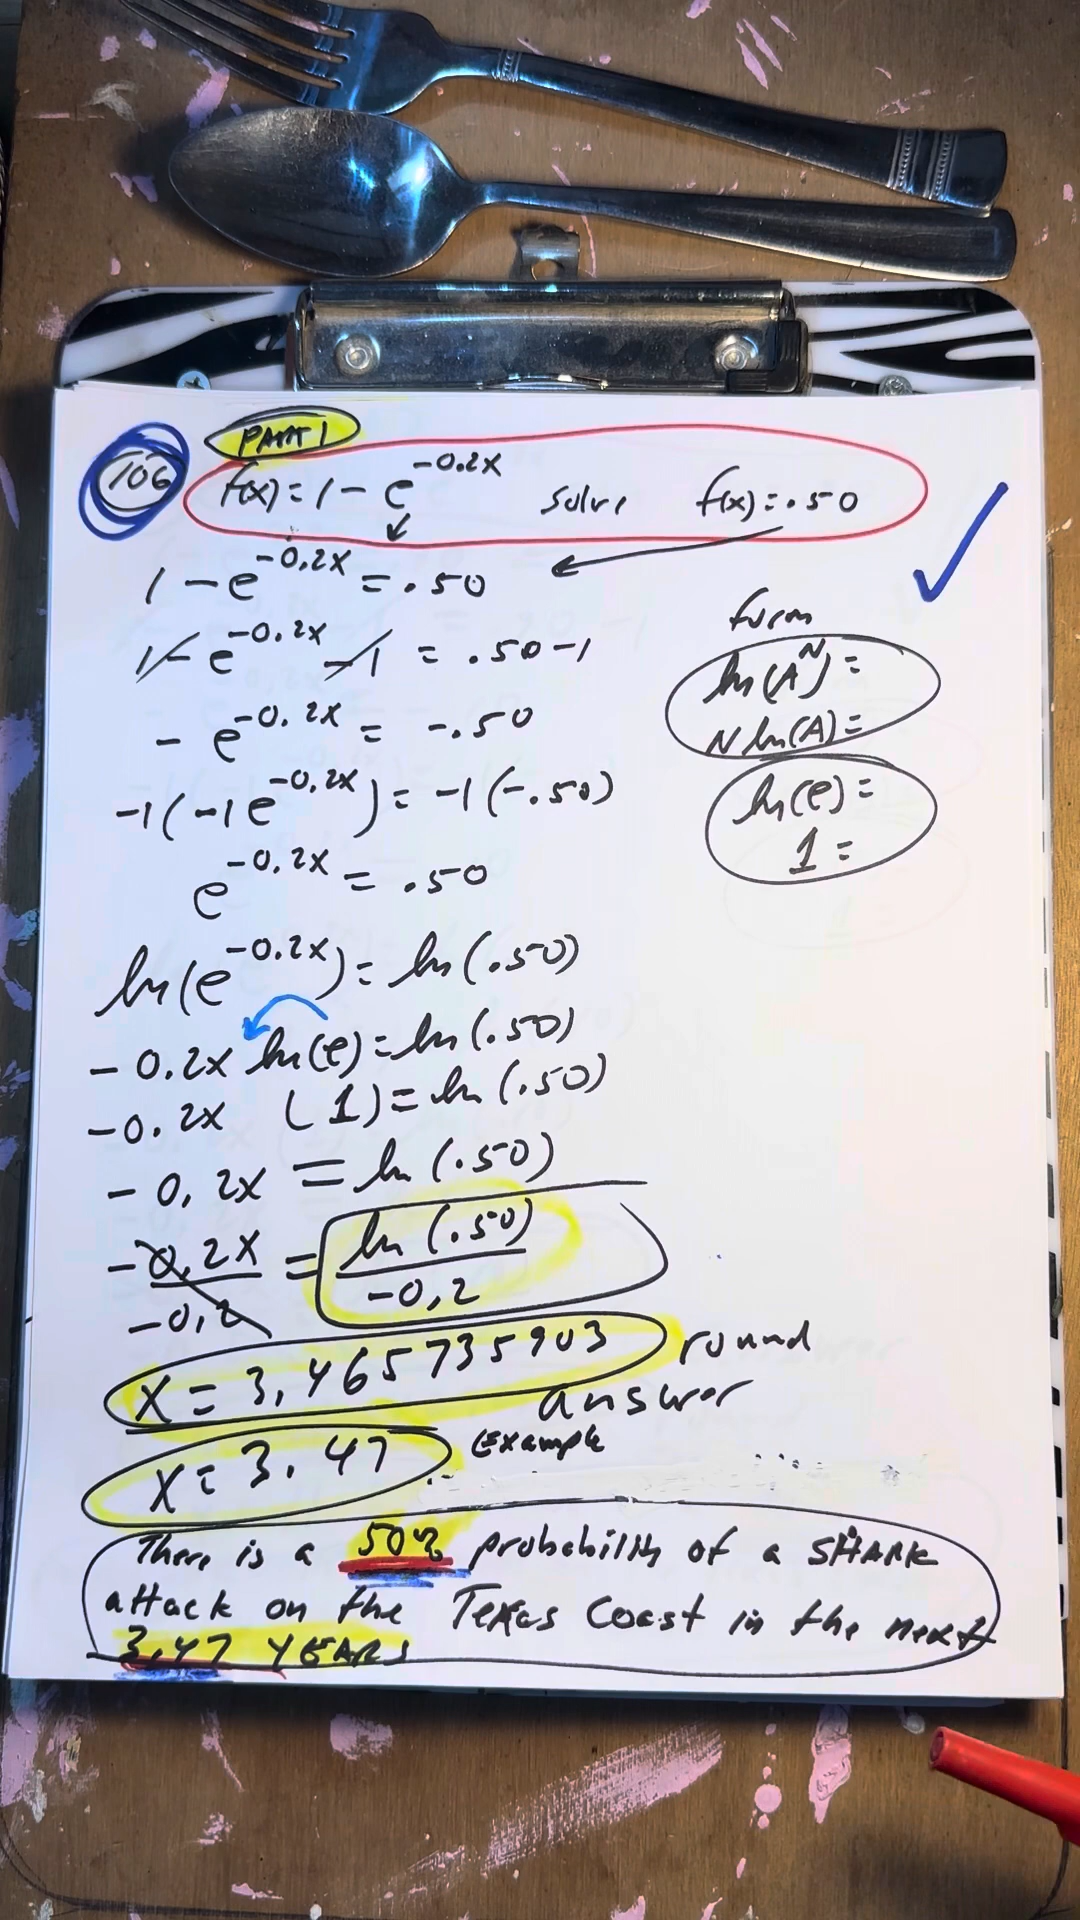 PART 1
106 f(x) = 1 - e^-0.2x solve f(x) = .50
1 - e^-0.2x = .50
1 - e^-0.2x - 1 = .50 - 1
- e^-0.2x = -.50
-1(-1e^-0.2x) = -1(-.50)
e^-0.2x = .50
ln(e^-0.2x) = ln(.50)
-0.2x ln(e) = ln(.50)
-0.2x (1) = ln(.50)
-0.2x = ln(.50)
-0.2x / -0.2 = ln(.50) / -0.2
x = 3.465735903 round
answer
x = 3.47 Example
There is a 50% probability of a SHARK
attack on the Texas Coast in the next
3.47 YEARS
form
ln(A^N) =
N ln(A) =
ln(e) =
1 =